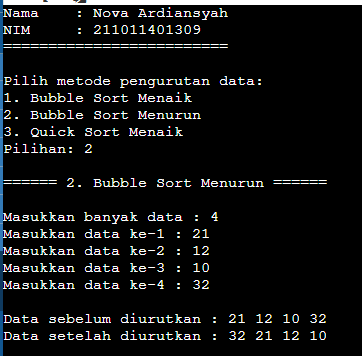 Nama    : Nova Ardiansyah
NIM     : 211011401309
=========================
Pilih metode pengurutan data:
1. Bubble Sort Menaik
2. Bubble Sort Menurun
3. Quick Sort Menaik
Pilihan: 2
====== 2. Bubble Sort Menurun ======
Masukkan banyak data : 4
Masukkan data ke-1 : 21
Masukkan data ke-2 : 12
Masukkan data ke-3 : 10
Masukkan data ke-4 : 32
Data sebelum diurutkan : 21 12 10 32
Data setelah diurutkan : 32 21 12 10